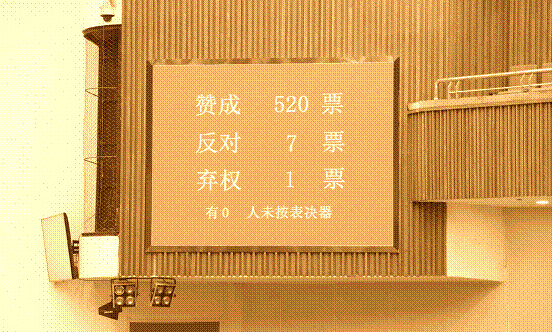 赞成 520 票
反对 7 票
弃权 1 票
有0 人未按表决器